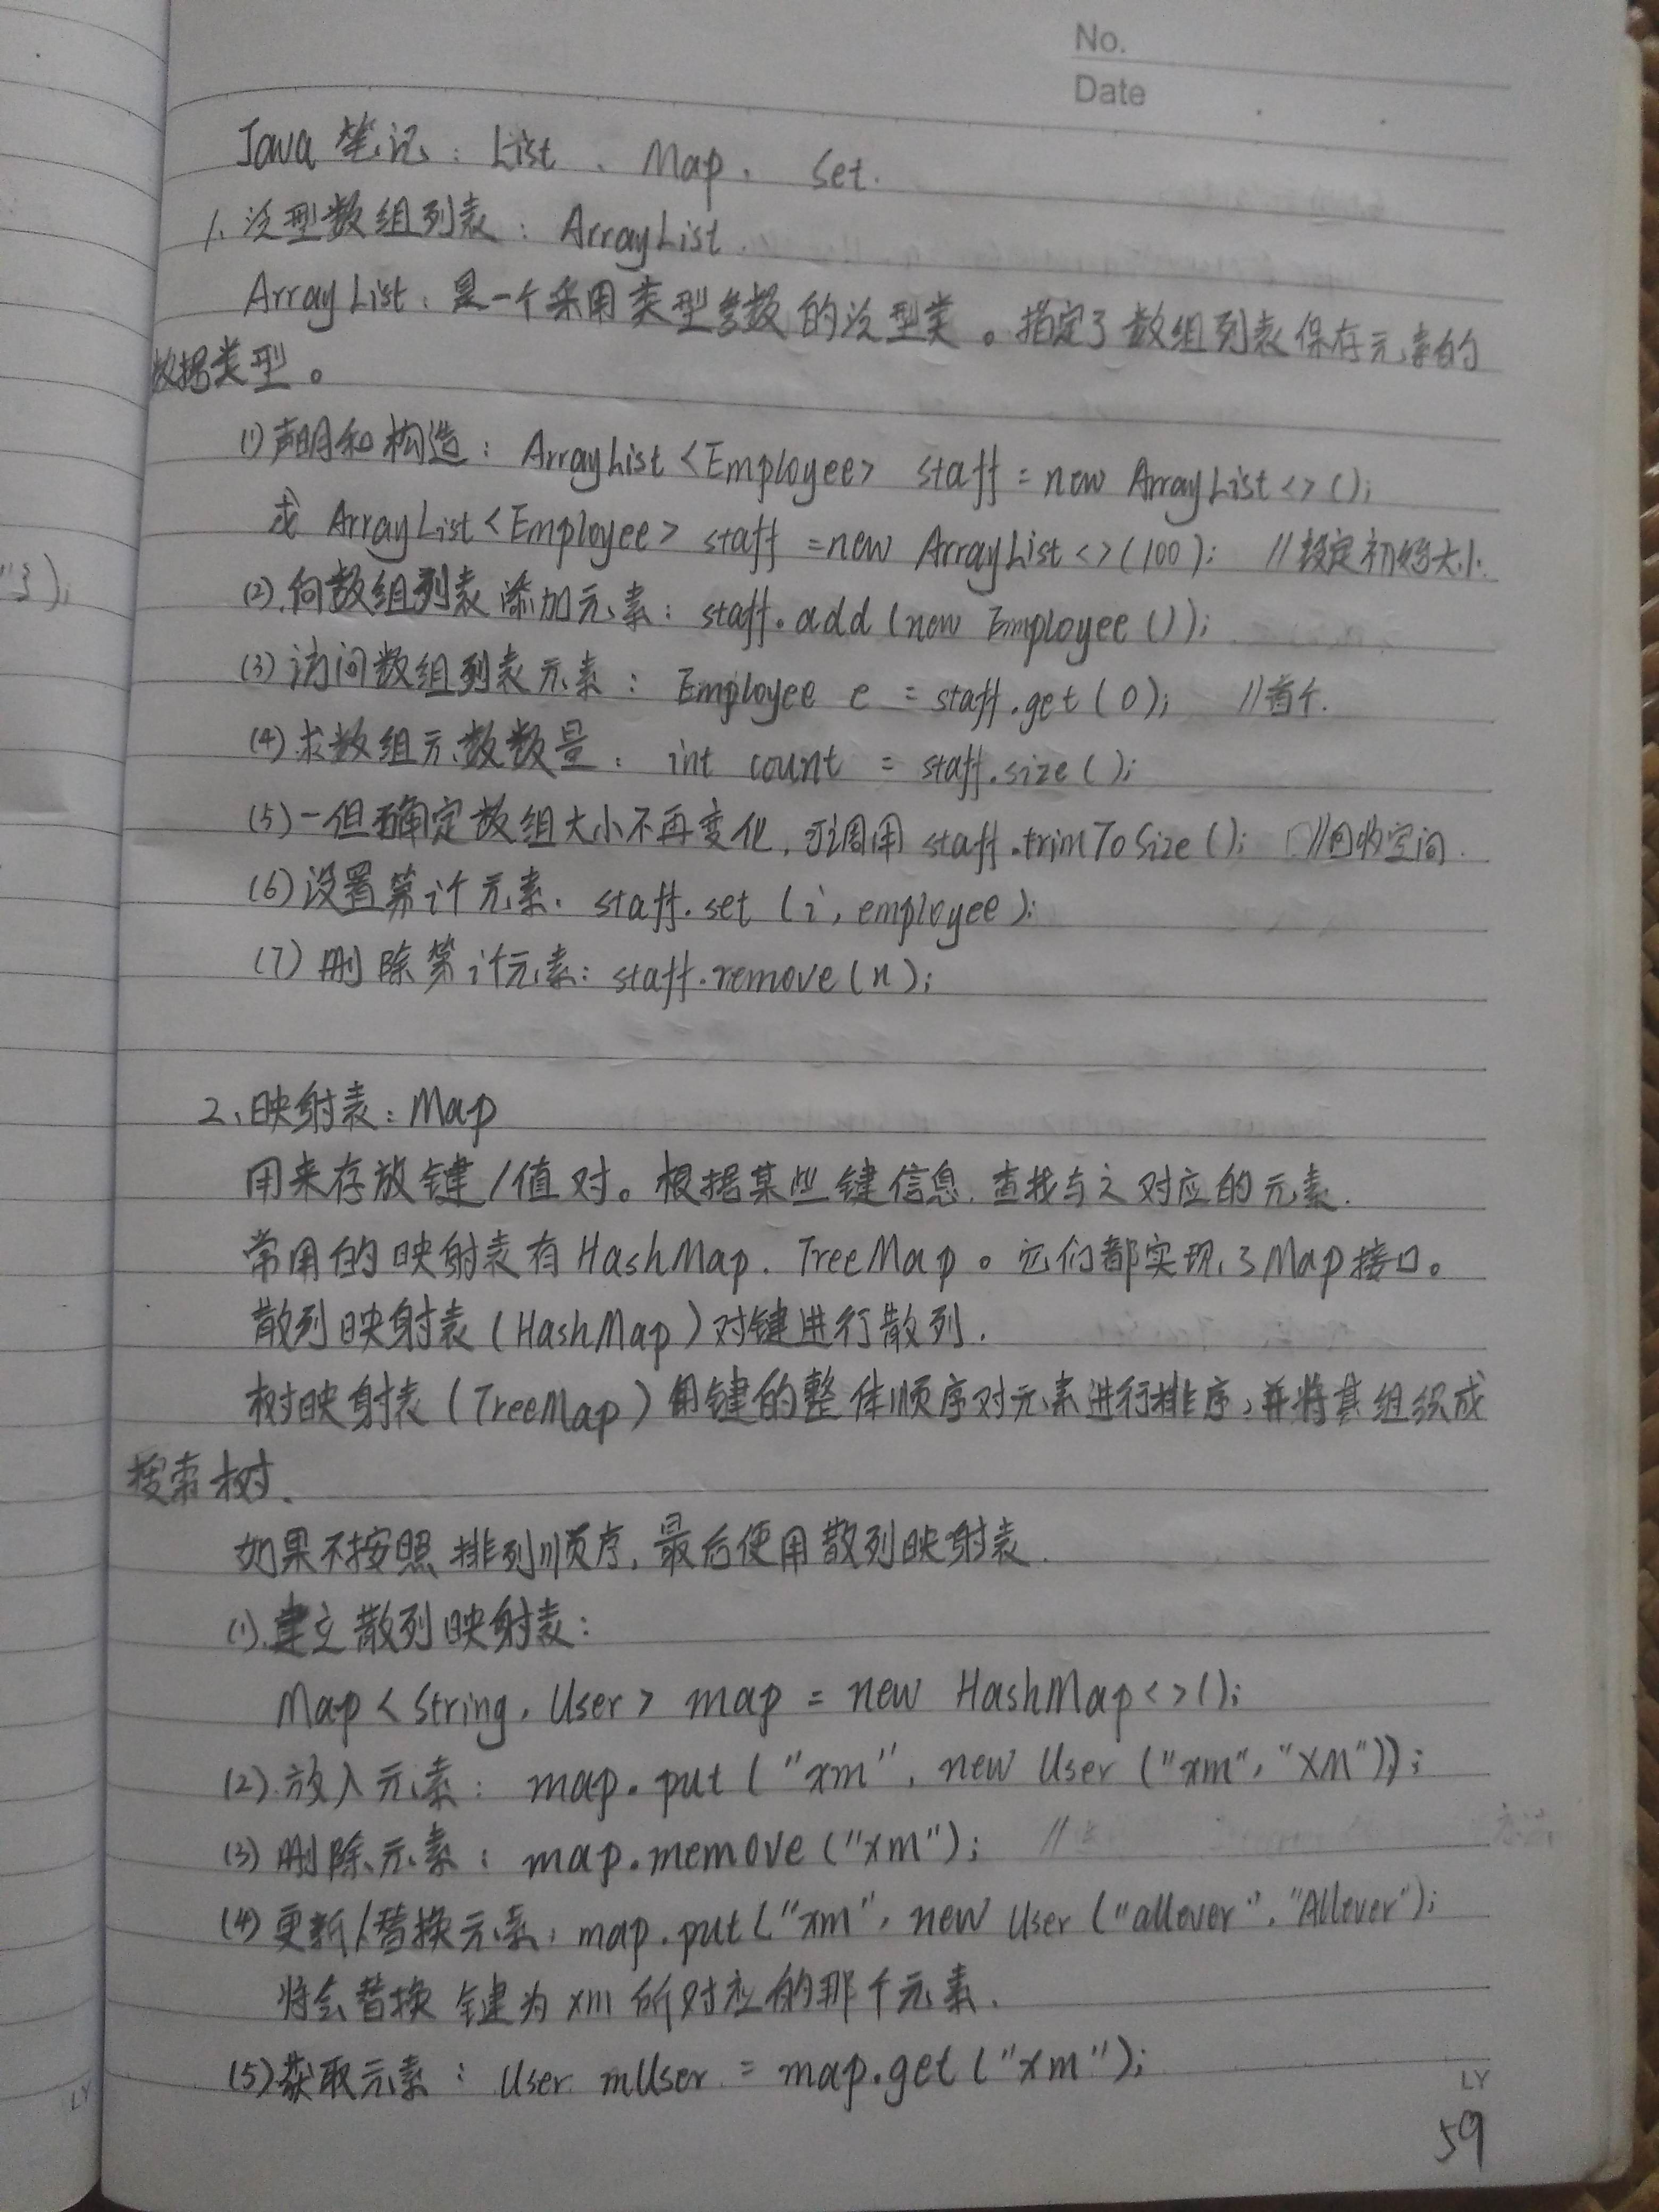 No.
Date
Java 笔记：List、Map、Set.
1、泛型数组列表：ArrayList.
ArrayList：是一个采用类型参数的泛型类。指定了数组列表保存元素的
数据类型。
(1)声明和构造：ArrayList<Employee> staff = new ArrayList<>();
或 ArrayList<Employee> staff = new ArrayList<>(100); //设定初始大小.
(2).向数组列表添加元素：staff.add(new Employee());
(3)访问数组列表元素：Employee e = staff.get(0); //首个.
(4).求数组元数数量：int count = staff.size();
(5)一但确定数组大小不再变化,可调用 staff.trimToSize(); //回收空间.
(6)设置第i个元素. staff.set(i, employee);
(7)删除第i个元素：staff.remove(n);
2、映射表：Map
用来存放键/值对。根据某些键信息,查找与之对应的元素.
常用的映射表有HashMap、TreeMap。它们都实现了Map接口。
散列映射表(HashMap)对键进行散列.
树映射表(TreeMap)用键的整体顺序对元素进行排序,并将其组织成
搜索树.
如果不按照排列顺序,最后使用散列映射表.
(1).建立散列映射表：
Map<String, User> map = new HashMap<>();
(2).放入元素：map.put("xm", new User("xm", "XM"));
(3)删除元素：map.memove("xm"); //
(4)更新/替换元素：map.put("xm", new User("allever", "Allever");
将会替换键为xm所对应的那个元素.
(5)获取元素：User mUser = map.get("xm");
LY
59
"};
LY